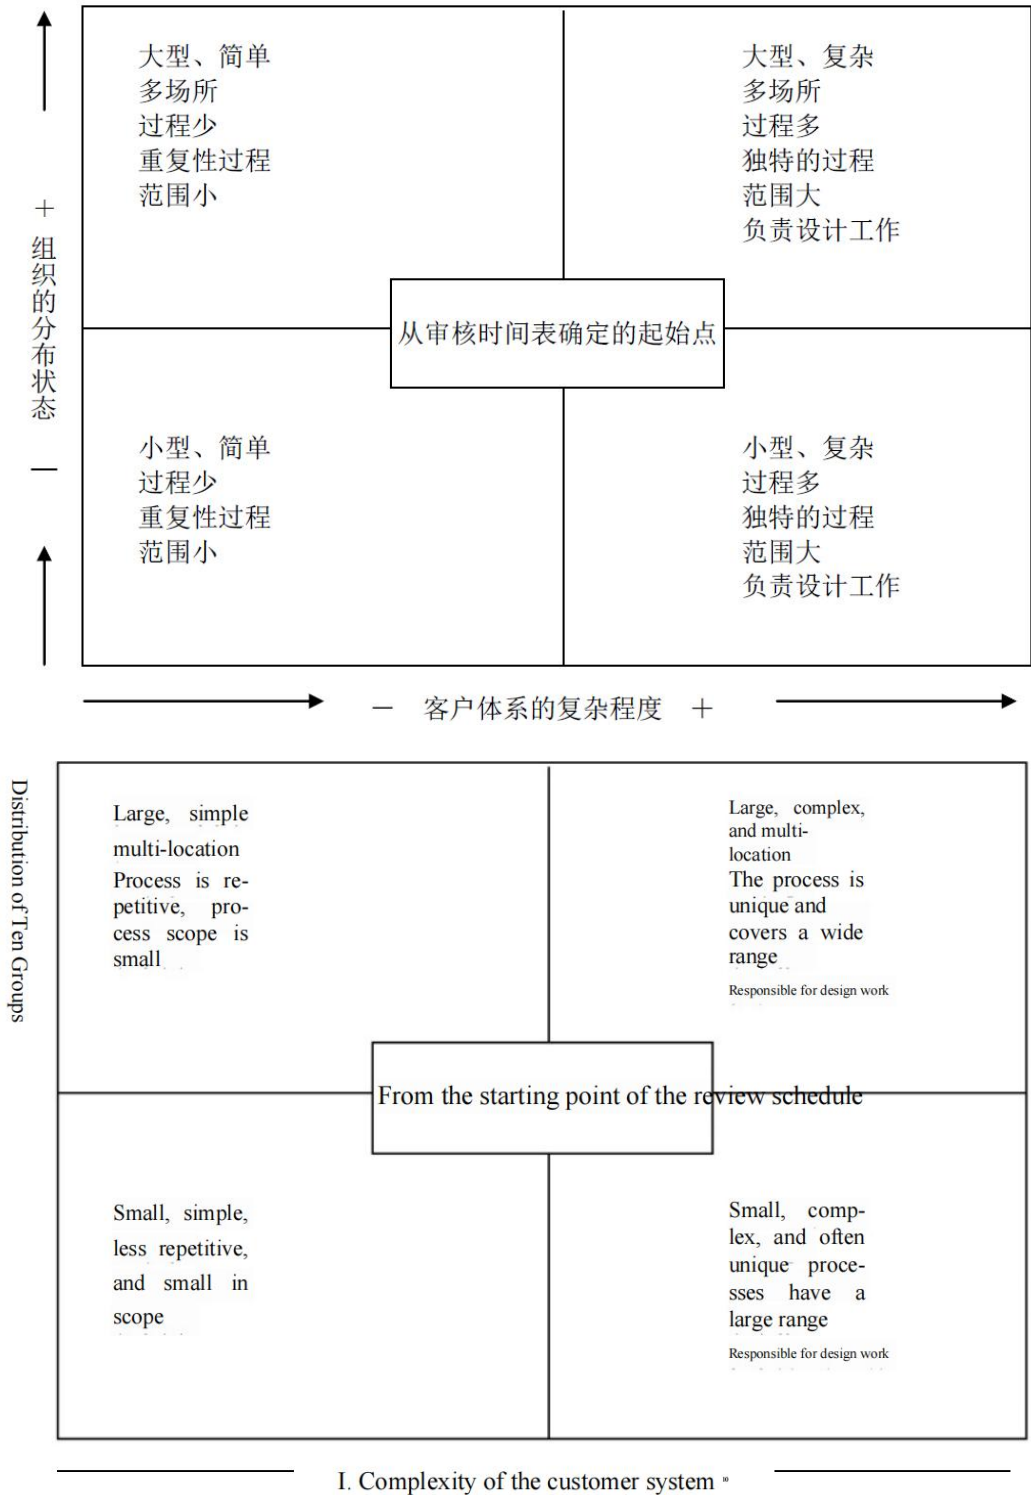 大型、简单
多场所
过程少
重复性过程
范围小
大型、复杂
多场所
过程多
独特的过程
范围大
负责设计工作
＋ 组织的分布状态 －
从审核时间表确定的起始点
小型、简单
过程少
重复性过程
范围小
小型、复杂
过程多
独特的过程
范围大
负责设计工作
－ 客户体系的复杂程度 ＋
Distribution of Ten Groups
Large, simple
multi-location
Process is re-
petitive, pro-
cess scope is
small
Large, complex,
and multi-
location
The process is
unique and
covers a wide
range
Responsible for design work
From the starting point of the review schedule
Small, simple,
less repetitive,
and small in
scope
Small, comp-
lex, and often
unique proce-
sses have a
large range
Responsible for design work
I. Complexity of the customer system